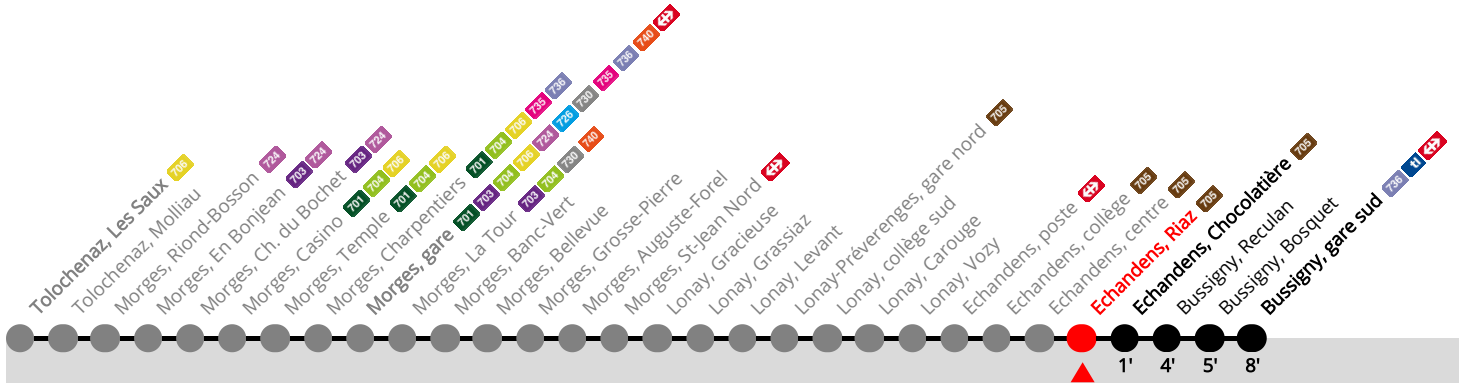 Tolochenaz, Les Saux 706
Tolochenaz, Molliau
Morges, Riond-Bosson 724
Morges, En Bonjean 703 724
Morges, Ch. du Bochet 703 724
Morges, Casino 701 704 706
Morges, Temple 701 704 706
Morges, Charpentiers 701 704 706 735 736
Morges, gare 701 703 704 706 724 726 730 735 736 740
Morges, La Tour 703 704 730 740
Morges, Banc-Vert
Morges, Bellevue
Morges, Grosse-Pierre
Morges, Auguste-Forel
Morges, St-Jean Nord
Lonay, Gracieuse
Lonay, Grassiaz
Lonay, Levant
Lonay-Préverenges, gare nord 705
Lonay, collège sud
Lonay, Carouge
Lonay, Vozy
Echandens, poste
Echandens, collège 705
Echandens, centre 705
Echandens, Riaz 705
Echandens, Chocolatière 705
Bussigny, Reculan
Bussigny, Bosquet
Bussigny, gare sud 736 tl
1' 4' 5' 8'